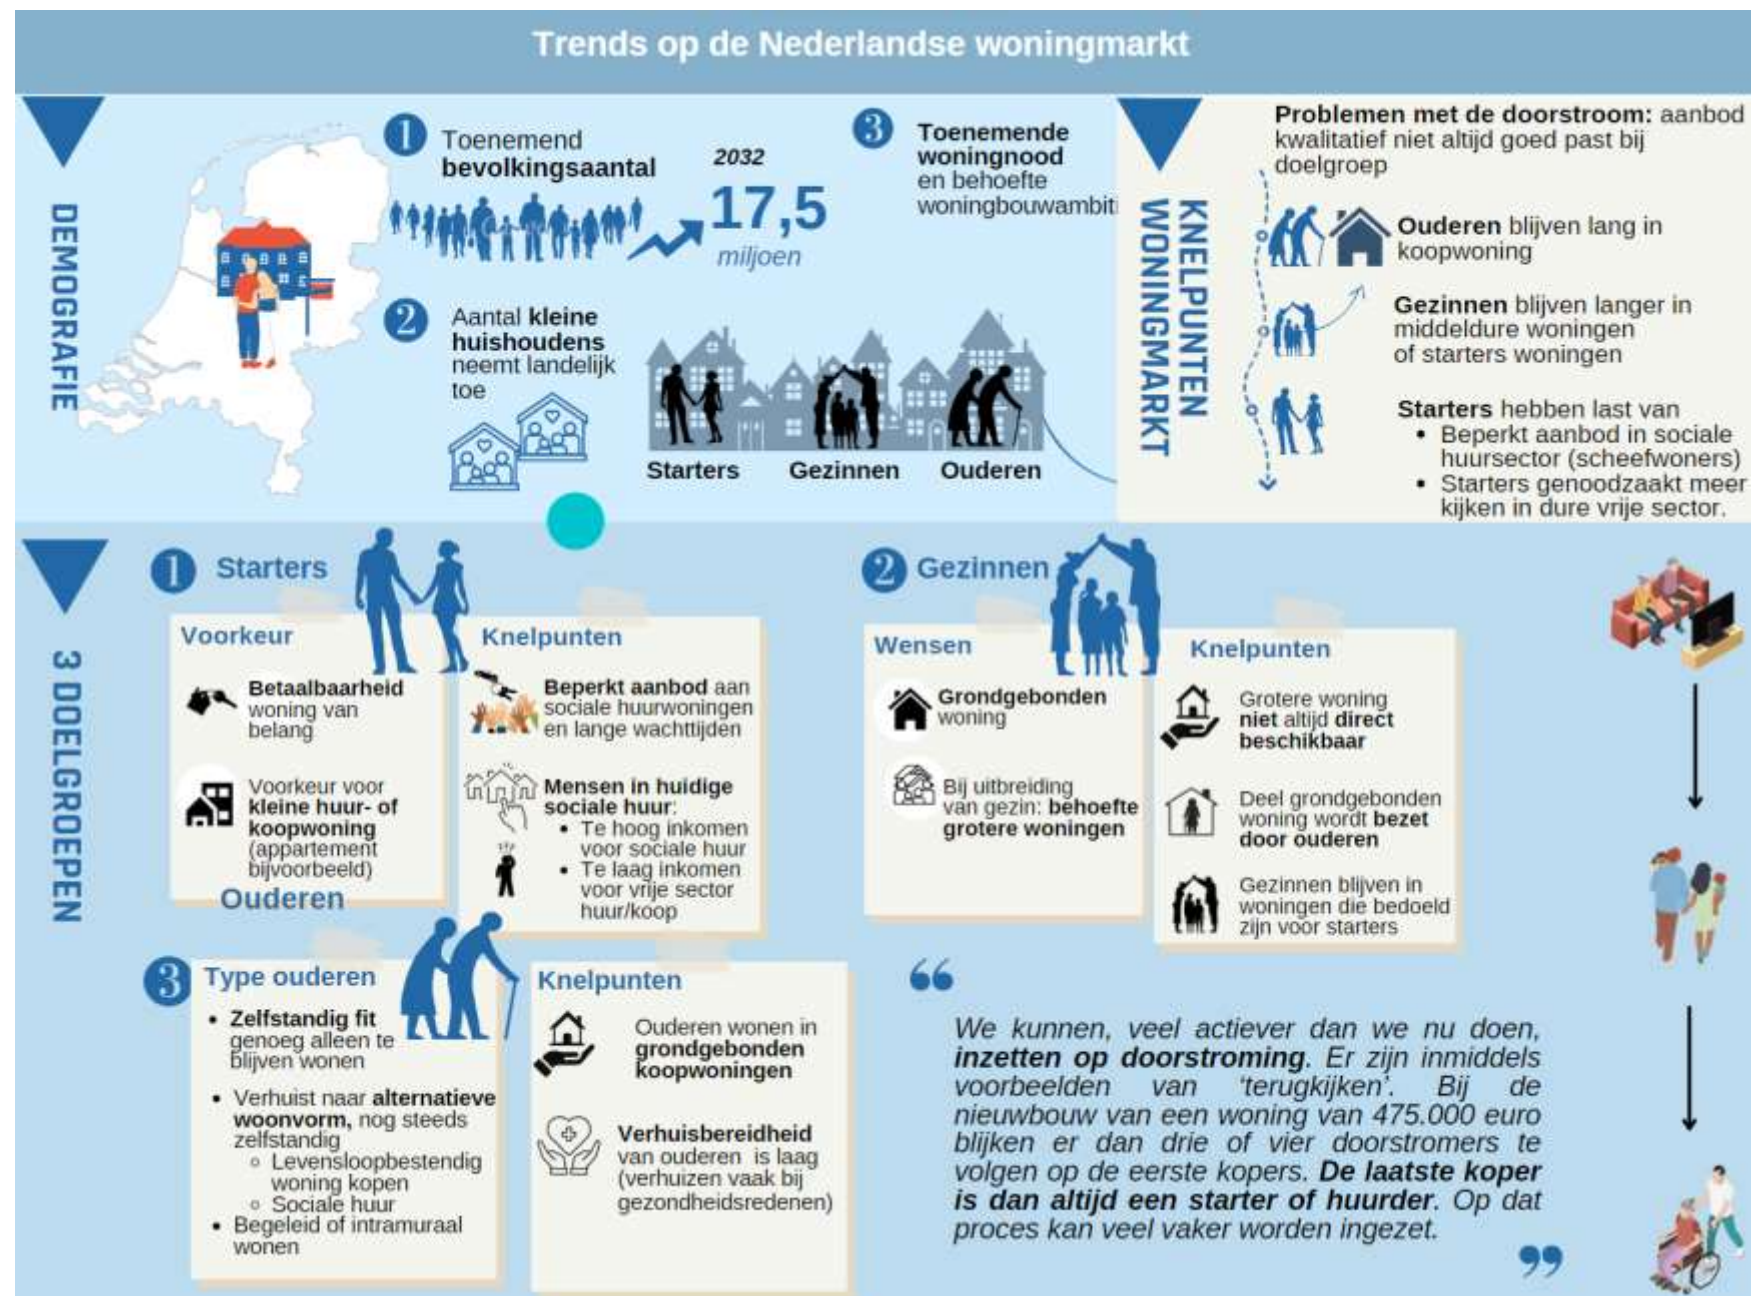 Trends op de Nederlandse woningmarkt
DEMOGRAFIE
1 Toenemend
bevolkingsaantal
2032
17,5
miljoen
2 Aantal kleine
huishoudens
neemt landelijk
toe
3 Toenemende
woningnood
en behoefte
woningbouwambiti
Starters Gezinnen Ouderen
KNELPUNTEN
WONINGMARKT
Problemen met de doorstroom: aanbod
kwalitatief niet altijd goed past bij
doelgroep
Ouderen blijven lang in
koopwoning
Gezinnen blijven langer in
middeldure woningen
of starters woningen
Starters hebben last van
• Beperkt aanbod in sociale
huursector (scheefwoners)
• Starters genoodzaakt meer
kijken in dure vrije sector.
3 DOELGROEPEN
1 Starters
Voorkeur
Betaalbaarheid
woning van
belang
Voorkeur voor
kleine huur- of
koopwoning
(appartement
bijvoorbeeld)
Knelpunten
Beperkt aanbod aan
sociale huurwoningen
en lange wachttijden
Mensen in huidige
sociale huur:
• Te hoog inkomen
voor sociale huur
• Te laag inkomen
voor vrije sector
huur/koop
2 Gezinnen
Wensen
Grondgebonden
woning
Bij uitbreiding
van gezin: behoefte
grotere woningen
Knelpunten
Grotere woning
niet altijd direct
beschikbaar
Deel grondgebonden
woning wordt bezet
door ouderen
Gezinnen blijven in
woningen die bedoeld
zijn voor starters
Ouderen
3 Type ouderen
• Zelfstandig fit
genoeg alleen te
blijven wonen
• Verhuist naar alternatieve
woonvorm, nog steeds
zelfstandig
◦ Levensloopbestendig
woning kopen
◦ Sociale huur
• Begeleid of intramuraal
wonen
Knelpunten
Ouderen wonen in
grondgebonden
koopwoningen
Verhuisbereidheid
van ouderen is laag
(verhuizen vaak bij
gezondheidsredenen)
“
We kunnen, veel actiever dan we nu doen,
inzetten op doorstroming. Er zijn inmiddels
voorbeelden van ‘terugkijken’. Bij de
nieuwbouw van een woning van 475.000 euro
blijken er dan drie of vier doorstromers te
volgen op de eerste kopers. De laatste koper
is dan altijd een starter of huurder. Op dat
proces kan veel vaker worden ingezet.
”